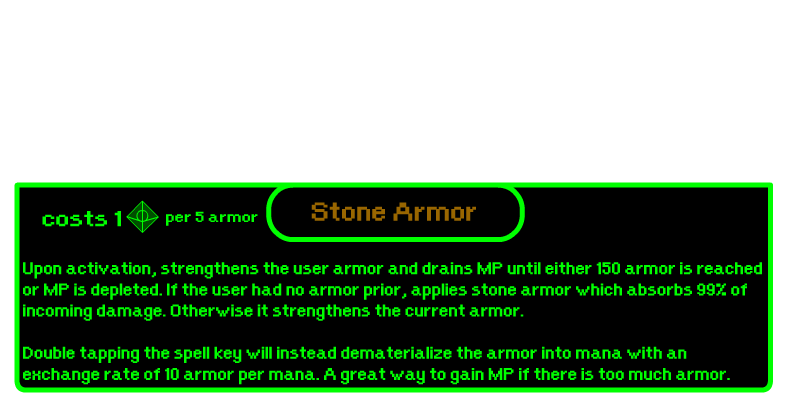 costs 1 per 5 armor
Stone Armor
Upon activation, strengthens the user armor and drains MP until either 150 armor is reached
or MP is depleted. If the user had no armor prior, applies stone armor which absorbs 99% of
incoming damage. Otherwise it strengthens the current armor.
Double tapping the spell key will instead dematerialize the armor into mana with an
exchange rate of 10 armor per mana. A great way to gain MP if there is too much armor.